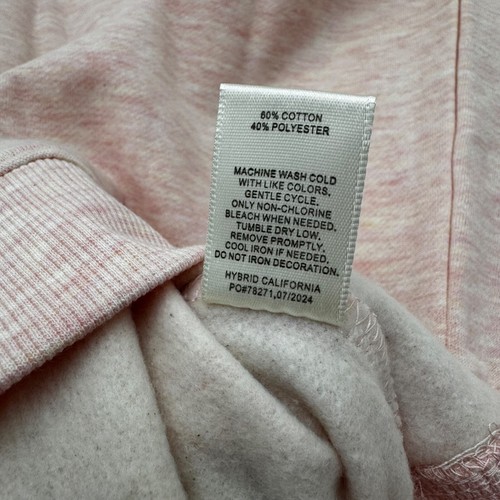 60% COTTON
40% POLYESTER
MACHINE WASH COLD
WITH LIKE COLORS.
GENTLE CYCLE.
ONLY NON-CHLORINE
BLEACH WHEN NEEDED.
TUMBLE DRY LOW.
REMOVE PROMPTLY.
COOL IRON IF NEEDED.
DO NOT IRON DECORATION.
HYBRID CALIFORNIA
PO#78271,07/2024